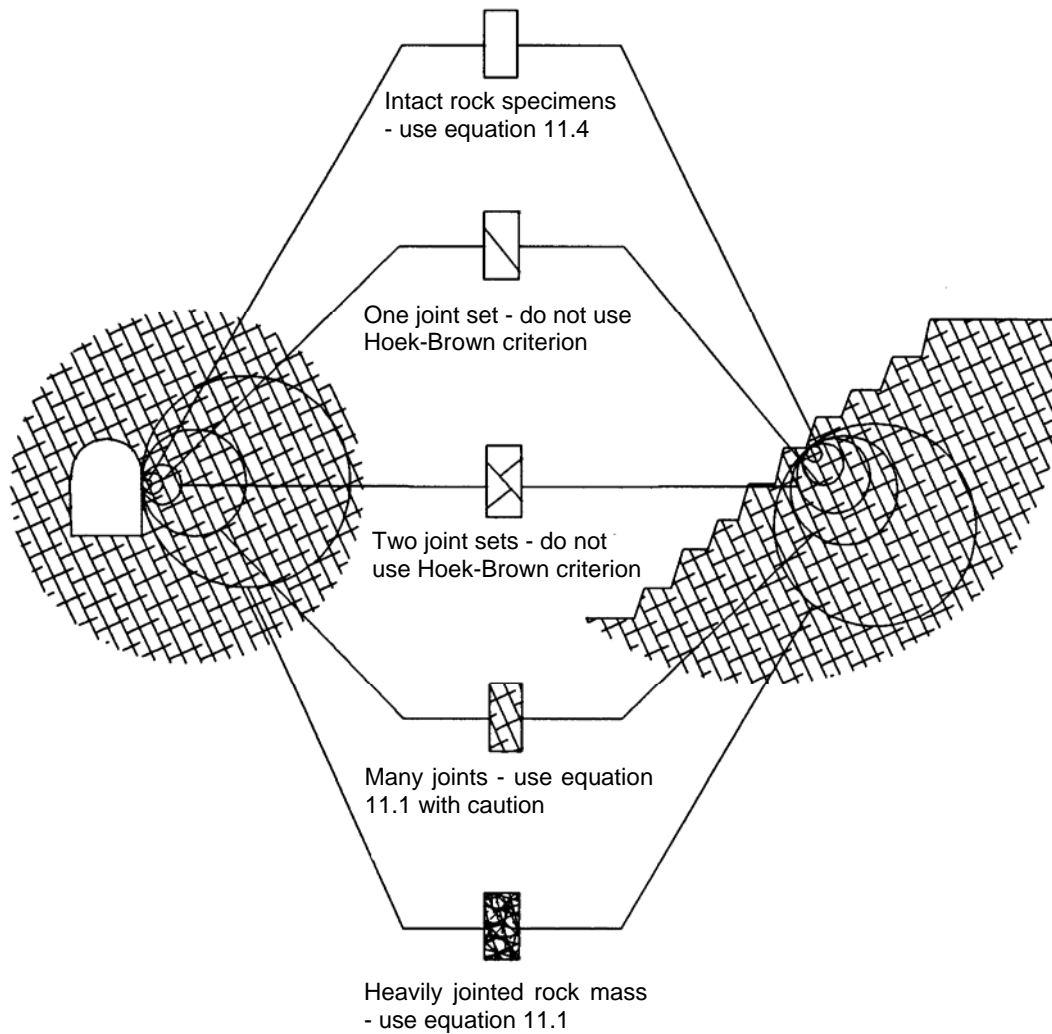 Intact rock specimens
- use equation 11.4
One joint set - do not use
Hoek-Brown criterion
Two joint sets - do not
use Hoek-Brown criterion
Many joints - use equation
11.1 with caution
Heavily jointed rock mass
- use equation 11.1